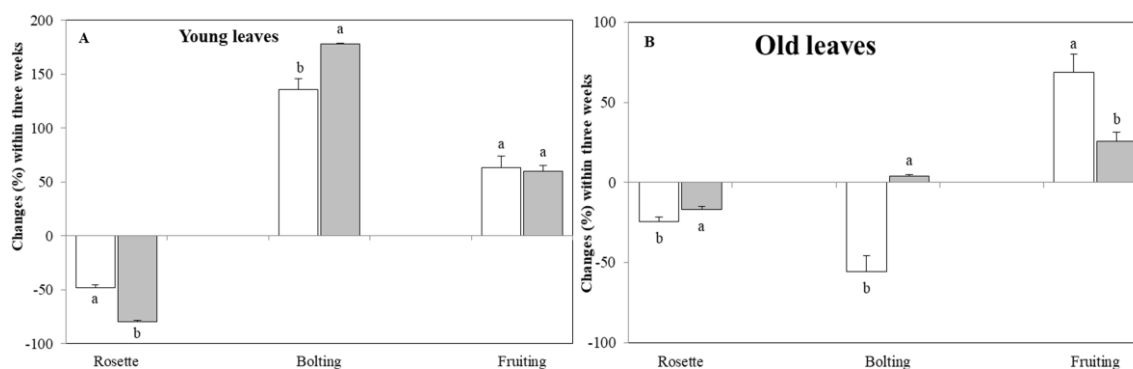 A
Young leaves
Changes (%) within three weeks
200
150
100
50
0
-50
-100
a
b
b
a
a
a
Rosette Bolting Fruiting
B
Old leaves
Changes (%) within three weeks
100
50
0
-50
-100
b
a
b
a
a
b
Rosette Bolting Fruiting